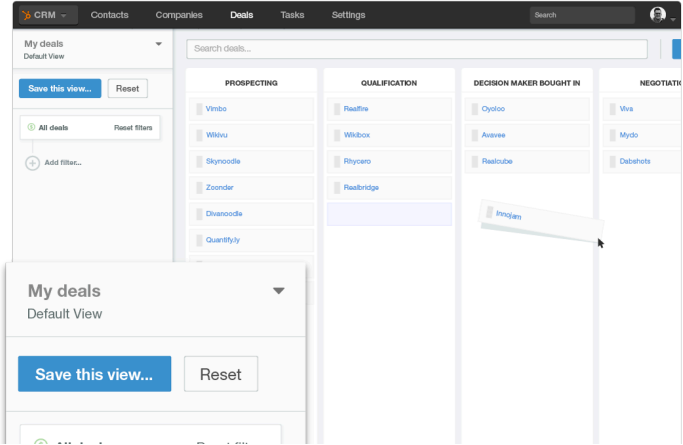 CRM Contacts Companies Deals Tasks Settings Search
My deals
Default View
Save this view... Reset
All deals Reset filters
Add filter...
Search deals...
PROSPECTING QUALIFICATION DECISION MAKER BOUGHT IN NEGOTIATIO
Vimbo Realfire Oyoloo Viva
Wikivu Wikibox Avavee Mydo
Skynoodle Rhycero Realcube Dabshots
Zoonder Realbridge
Divanoodle Innojam
Quantify.ly
My deals
Default View
Save this view... Reset